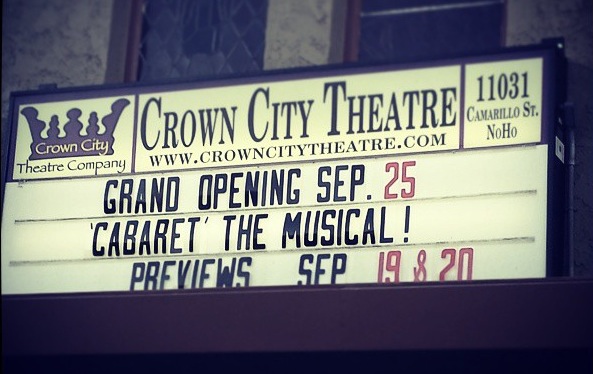 Crown City
Theatre Company
CROWN CITY THEATRE
WWW.CROWNCITYTHEATRE.COM
11031
CAMARILLO ST.
NOHO
GRAND OPENING SEP. 25
'CABARET' THE MUSICAL!
PREVIEWS SEP 19 & 20